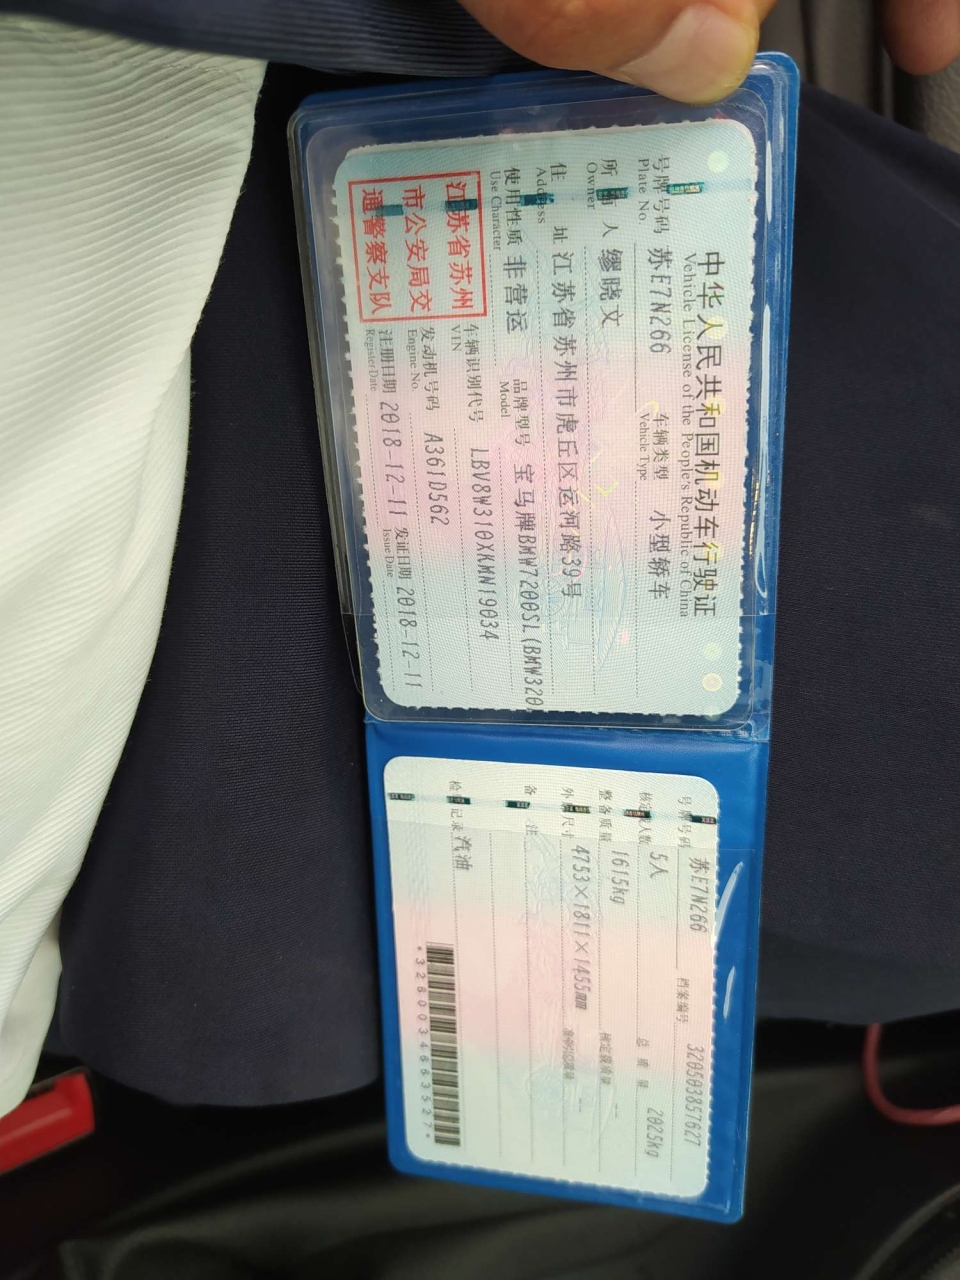 中华人民共和国机动车行驶证
Vehicle License of the People's Republic of China
号牌号码 苏E7N266 车辆类型 小型轿车
Plate No. Vehicle Type
所 人 缪晓文
Owner
住 址 江苏省苏州市虎丘区运河路39号
Address
使用性质 非营运 品牌型号 宝马牌BMW7200SL(BMW320
Use Character Model
江苏省苏州
市公安局交
通警察支队
车辆识别代号 LBV8W310XKMN19034
VIN
发动机号码 A361D562
Engine No.
注册日期 2018-12-11 发证日期 2018-12-11
Register Date Issue Date
号牌号码 苏E7N266 档案编号 320503857627
核定 人数 5人 总质量 2025kg
整备质量 1615kg 核定载质量 --
外 尺寸 4753×1811×1455mm --
备 注
检 记录 汽油
*3260034663527*